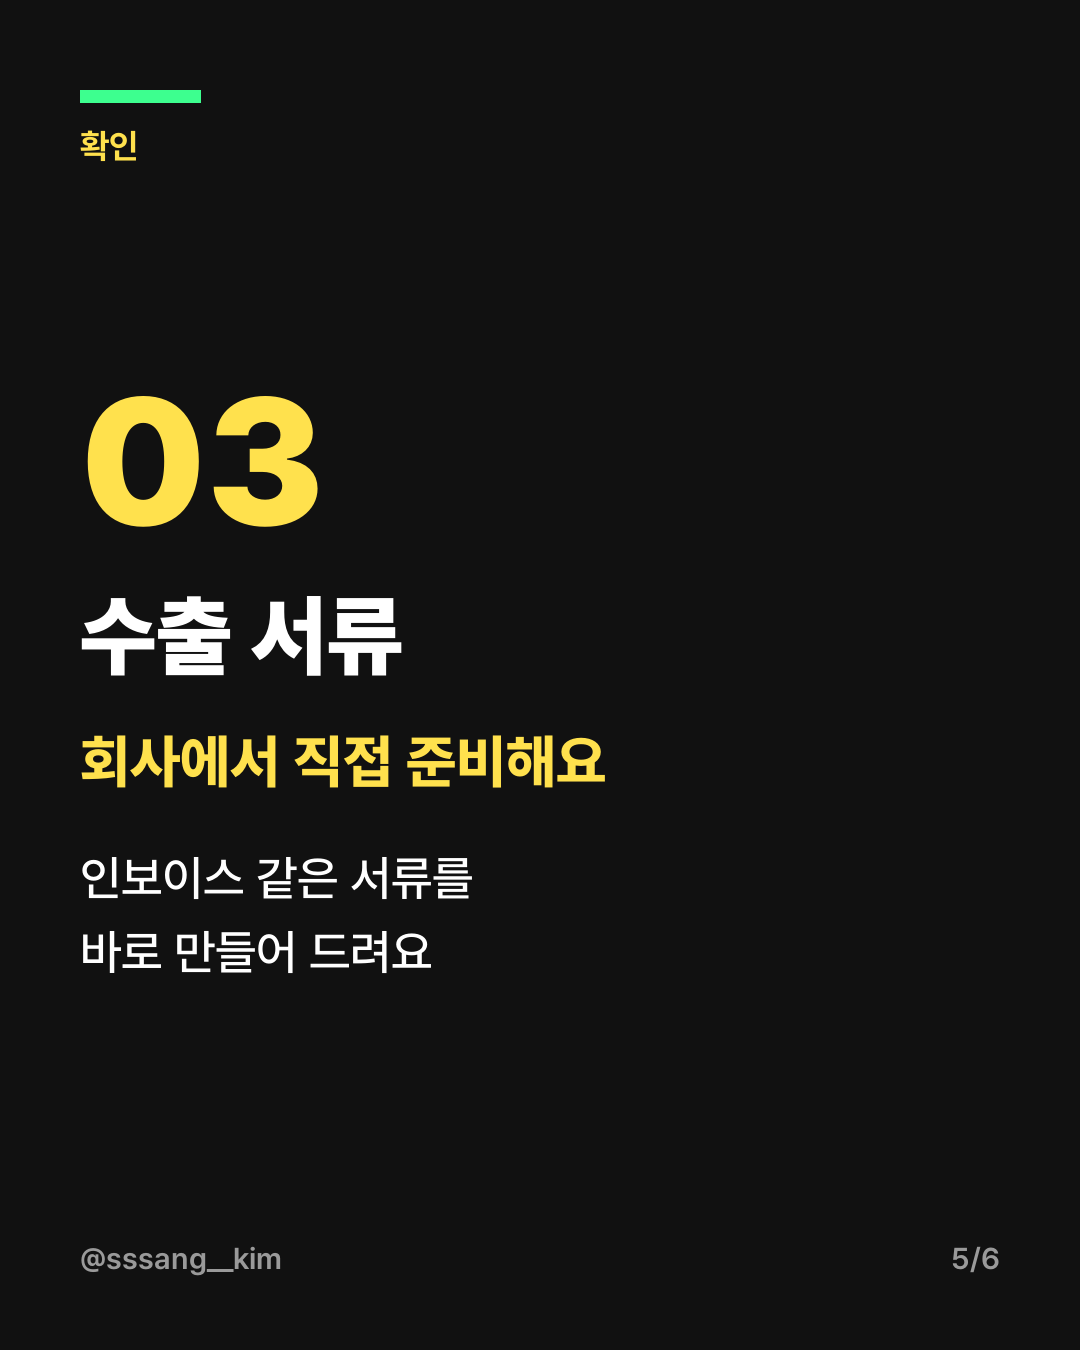 확인
03
수출 서류
회사에서 직접 준비해요
인보이스 같은 서류를
바로 만들어 드려요
@sssang__kim
5/6